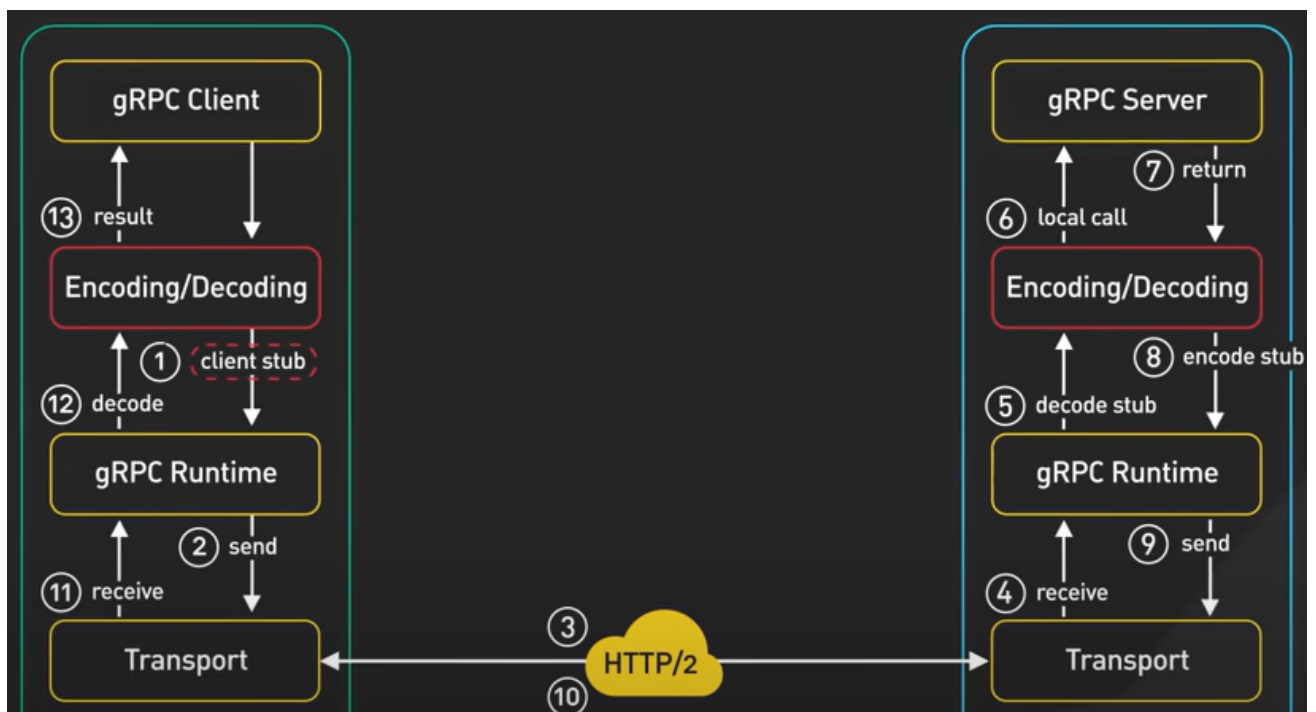 gRPC Client
gRPC Server
7 return
13 result
6 local call
Encoding/Decoding
Encoding/Decoding
1 client stub
8 encode stub
12 decode
5 decode stub
gRPC Runtime
gRPC Runtime
2 send
9 send
11 receive
4 receive
3
Transport
HTTP/2
Transport
10